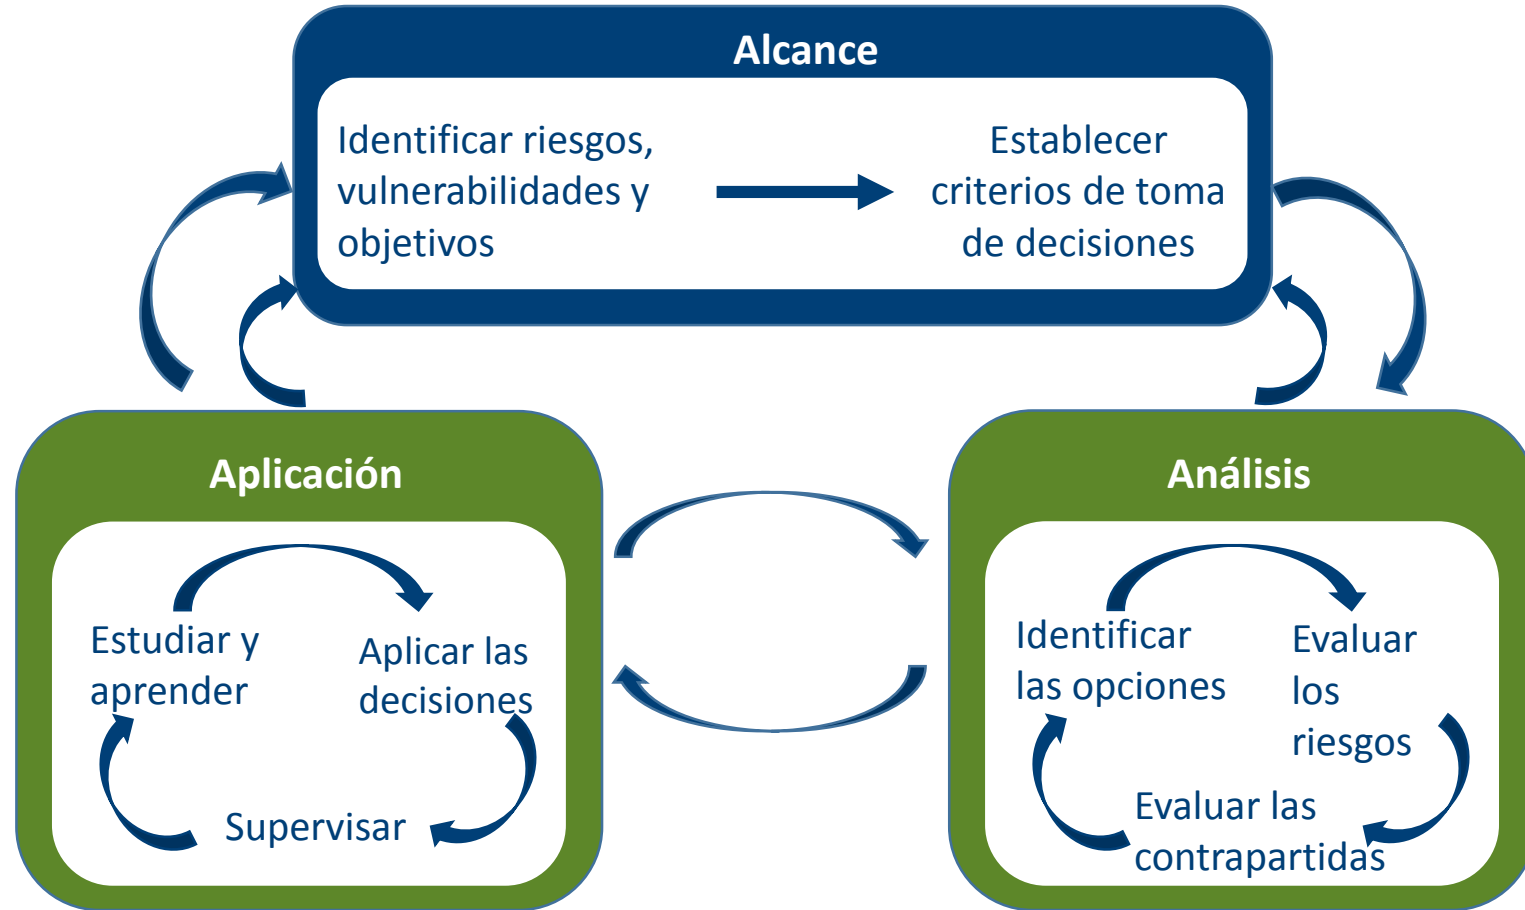 Alcance
Identificar riesgos,
vulnerabilidades y
objetivos
Establecer
criterios de toma
de decisiones
Aplicación
Estudiar y
aprender
Aplicar las
decisiones
Supervisar
Análisis
Identificar
las opciones
Evaluar
los
riesgos
Evaluar las
contrapartidas